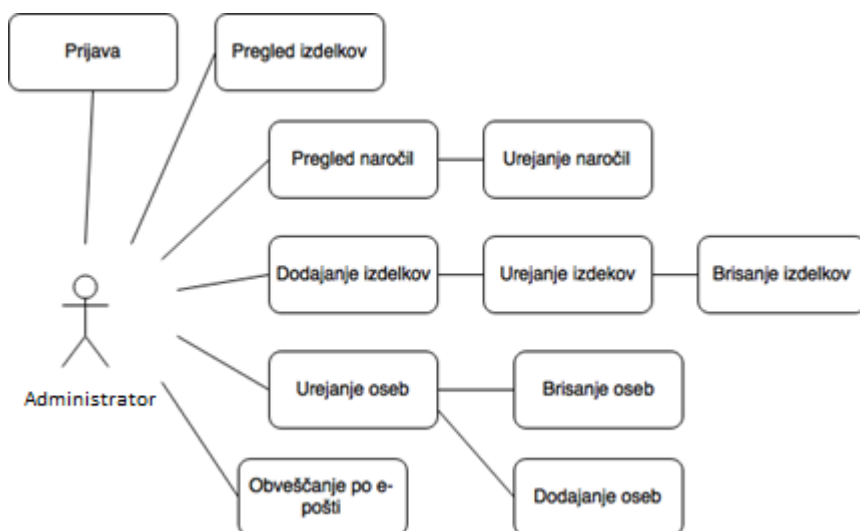 Prijava
Pregled izdelkov
Pregled naročil
Urejanje naročil
Dodajanje izdelkov
Urejanje izdekov
Brisanje izdelkov
Administrator
Urejanje oseb
Brisanje oseb
Obveščanje po e-
pošti
Dodajanje oseb